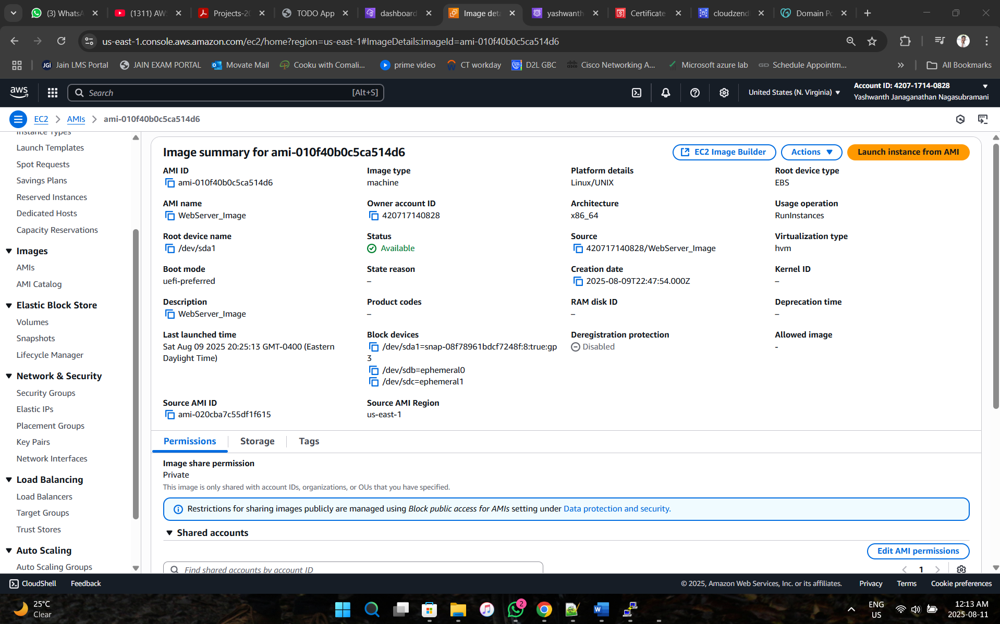 (3) WhatsA
(1311) AW
Projects-20
TODO App
dashboard
Image deta
yashwanth
Certificate
cloudzend
Domain Po
us-east-1.console.aws.amazon.com/ec2/home?region=us-east-1#ImageDetails:imageId=ami-010f40b0c5ca514d6
JGI Jain LMS Portal
JAIN EXAM PORTAL
Movate Mail
Cooku with Comali...
prime video
CT workday
D2L GBC
Cisco Networking A...
Microsoft azure lab
GD Schedule Appointm...
All Bookmarks
aws
Search [Alt+S]
United States (N. Virginia)
Account ID: 4207-1714-0828
Yashwanth Janaganathan Nagasubramani
EC2
AMIs
ami-010f40b0c5ca514d6
Instance Types
Launch Templates
Spot Requests
Savings Plans
Reserved Instances
Dedicated Hosts
Capacity Reservations
Images
AMIs
AMI Catalog
Elastic Block Store
Volumes
Snapshots
Lifecycle Manager
Network & Security
Security Groups
Elastic IPs
Placement Groups
Key Pairs
Network Interfaces
Load Balancing
Load Balancers
Target Groups
Trust Stores
Auto Scaling
Auto Scaling Groups
Image summary for ami-010f40b0c5ca514d6
EC2 Image Builder
Actions
Launch instance from AMI
AMI ID
ami-010f40b0c5ca514d6
Image type
machine
Platform details
Linux/UNIX
Root device type
EBS
AMI name
WebServer_Image
Owner account ID
420717140828
Architecture
x86_64
Usage operation
RunInstances
Root device name
/dev/sda1
Status
Available
Source
420717140828/WebServer_Image
Virtualization type
hvm
Boot mode
uefi-preferred
State reason
–
Creation date
2025-08-09T22:47:54.000Z
Kernel ID
–
Description
WebServer_Image
Product codes
–
RAM disk ID
–
Deprecation time
–
Last launched time
Sat Aug 09 2025 20:25:13 GMT-0400 (Eastern
Daylight Time)
Block devices
/dev/sda1=snap-08f78961bdcf7248f:8:true:gp
3
/dev/sdb=ephemeral0
/dev/sdc=ephemeral1
Deregistration protection
Disabled
Allowed image
-
Source AMI ID
ami-020cba7c55df1f615
Source AMI Region
us-east-1
Permissions
Storage
Tags
Image share permission
Private
This image is only shared with account IDs, organizations, or OUs that you have specified.
Restrictions for sharing images publicly are managed using Block public access for AMIs setting under Data protection and security.
Shared accounts
Edit AMI permissions
Find shared accounts by account ID
1
CloudShell
Feedback
© 2025, Amazon Web Services, Inc. or its affiliates.
Privacy
Terms
Cookie preferences
25°C
Clear
2
ENG
US
12:13 AM
2025-08-11